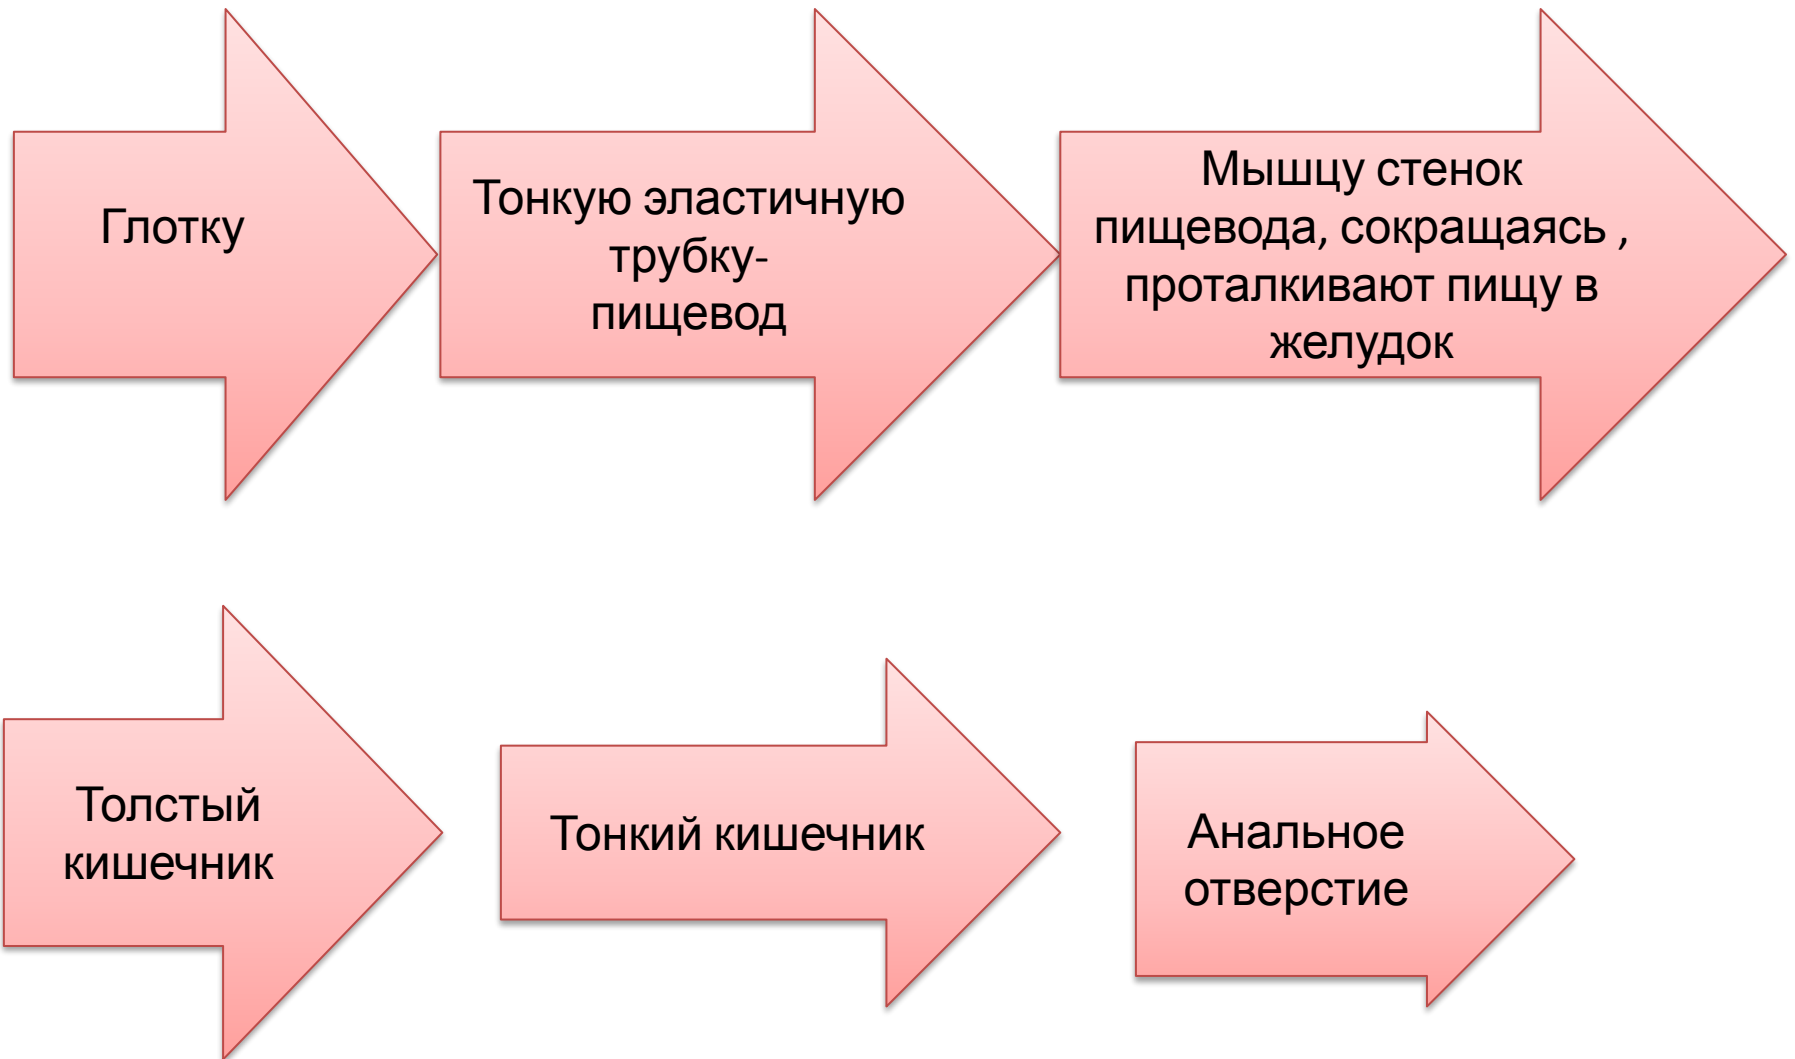 Глотку
Тонкую эластичную
трубку-
пищевод
Мышцу стенок
пищевода, сокращаясь ,
проталкивают пищу в
желудок
Толстый
кишечник
Тонкий кишечник
Анальное
отверстие